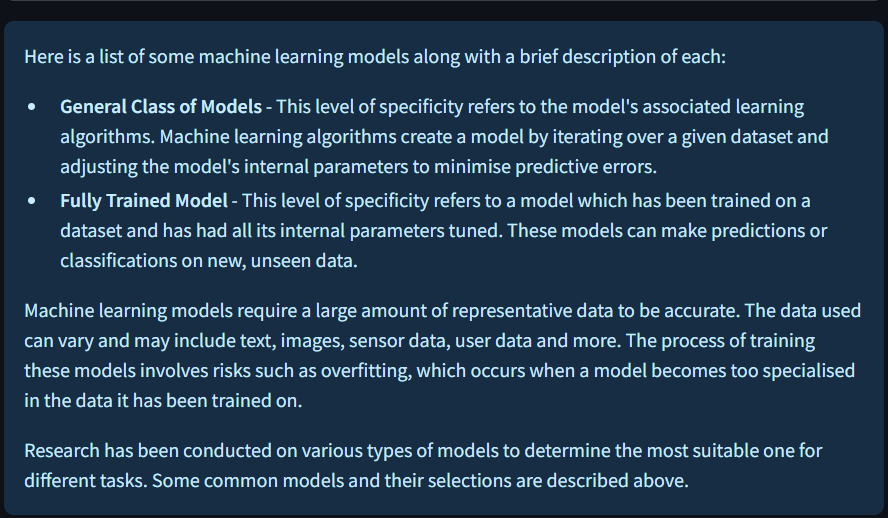 Here is a list of some machine learning models along with a brief description of each:
• General Class of Models - This level of specificity refers to the model's associated learning
algorithms. Machine learning algorithms create a model by iterating over a given dataset and
adjusting the model's internal parameters to minimise predictive errors.
• Fully Trained Model - This level of specificity refers to a model which has been trained on a
dataset and has had all its internal parameters tuned. These models can make predictions or
classifications on new, unseen data.
Machine learning models require a large amount of representative data to be accurate. The data used
can vary and may include text, images, sensor data, user data and more. The process of training
these models involves risks such as overfitting, which occurs when a model becomes too specialised
in the data it has been trained on.
Research has been conducted on various types of models to determine the most suitable one for
different tasks. Some common models and their selections are described above.